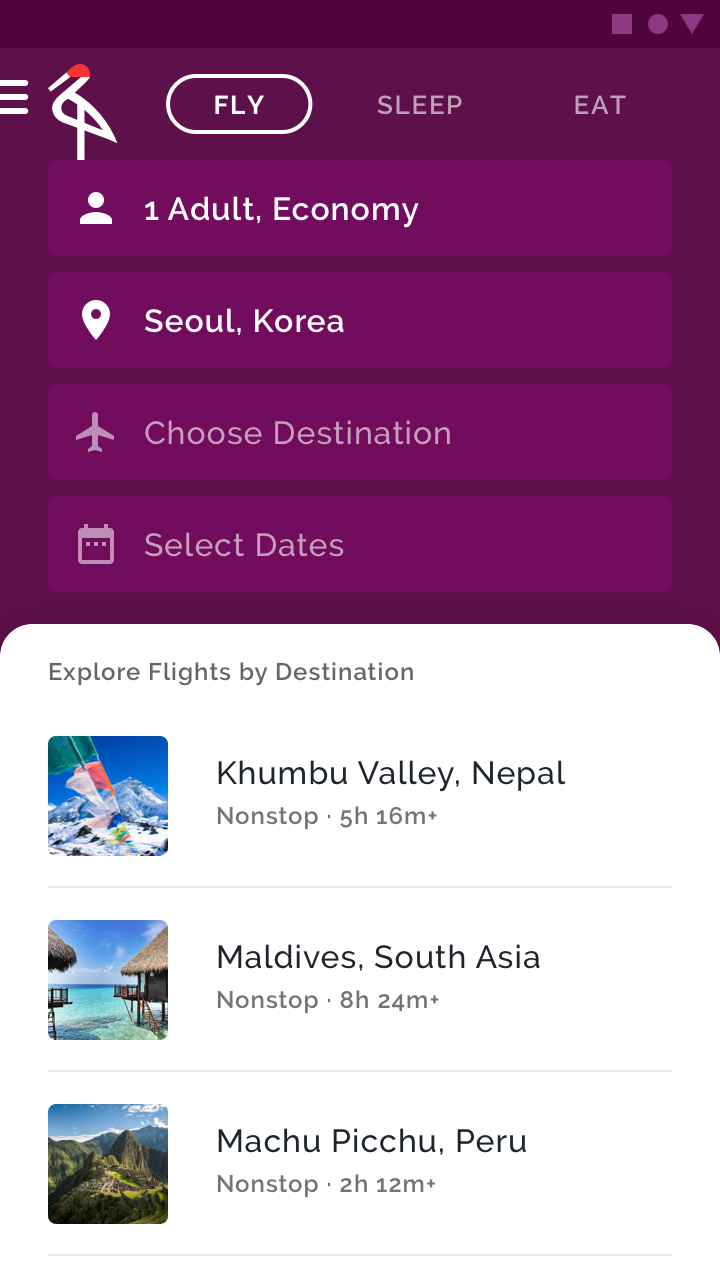 FLY SLEEP EAT
1 Adult, Economy
Seoul, Korea
Choose Destination
Select Dates
Explore Flights by Destination
Khumbu Valley, Nepal
Nonstop · 5h 16m+
Maldives, South Asia
Nonstop · 8h 24m+
Machu Picchu, Peru
Nonstop · 2h 12m+